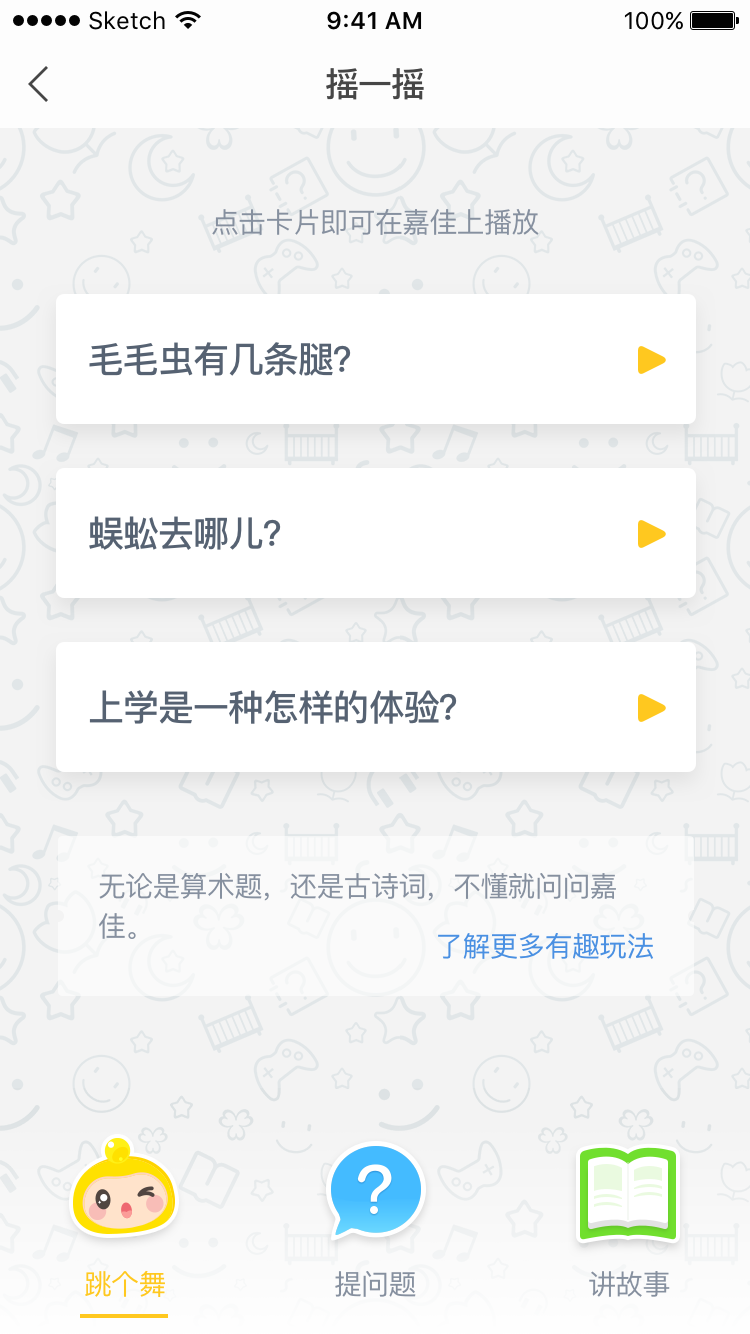 ●●●●● Sketch 9:41 AM 100%
摇一摇
点击卡片即可在嘉佳上播放
毛毛虫有几条腿?
蜈蚣去哪儿?
上学是一种怎样的体验?
无论是算术题，还是古诗词，不懂就问问嘉
佳。
了解更多有趣玩法
跳个舞 提问题 讲故事